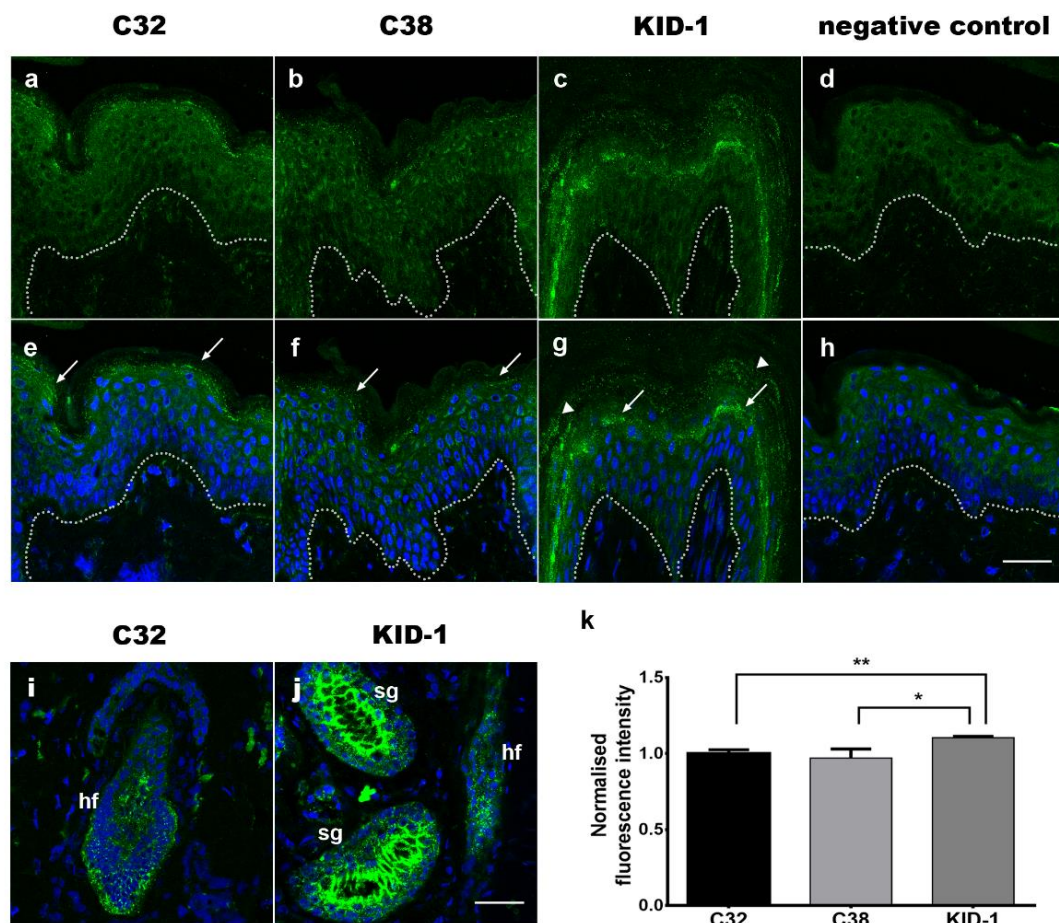 C32 C38 KID-1 negative control
a b c d
e f g h
C32 KID-1 k
i j
sg
hf
hf
sg
Normalised
fluorescence intensity
1.5
1.0
0.5
0.0
**
*
C32 C38 KID-1